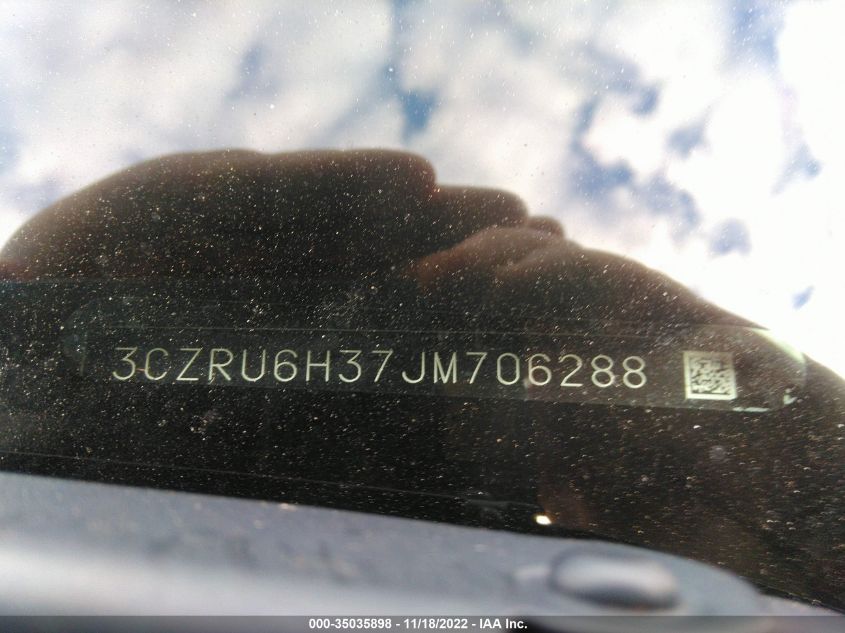 3CZRU6H37JM706288
000-35035898 - 11/18/2022 - IAA Inc.